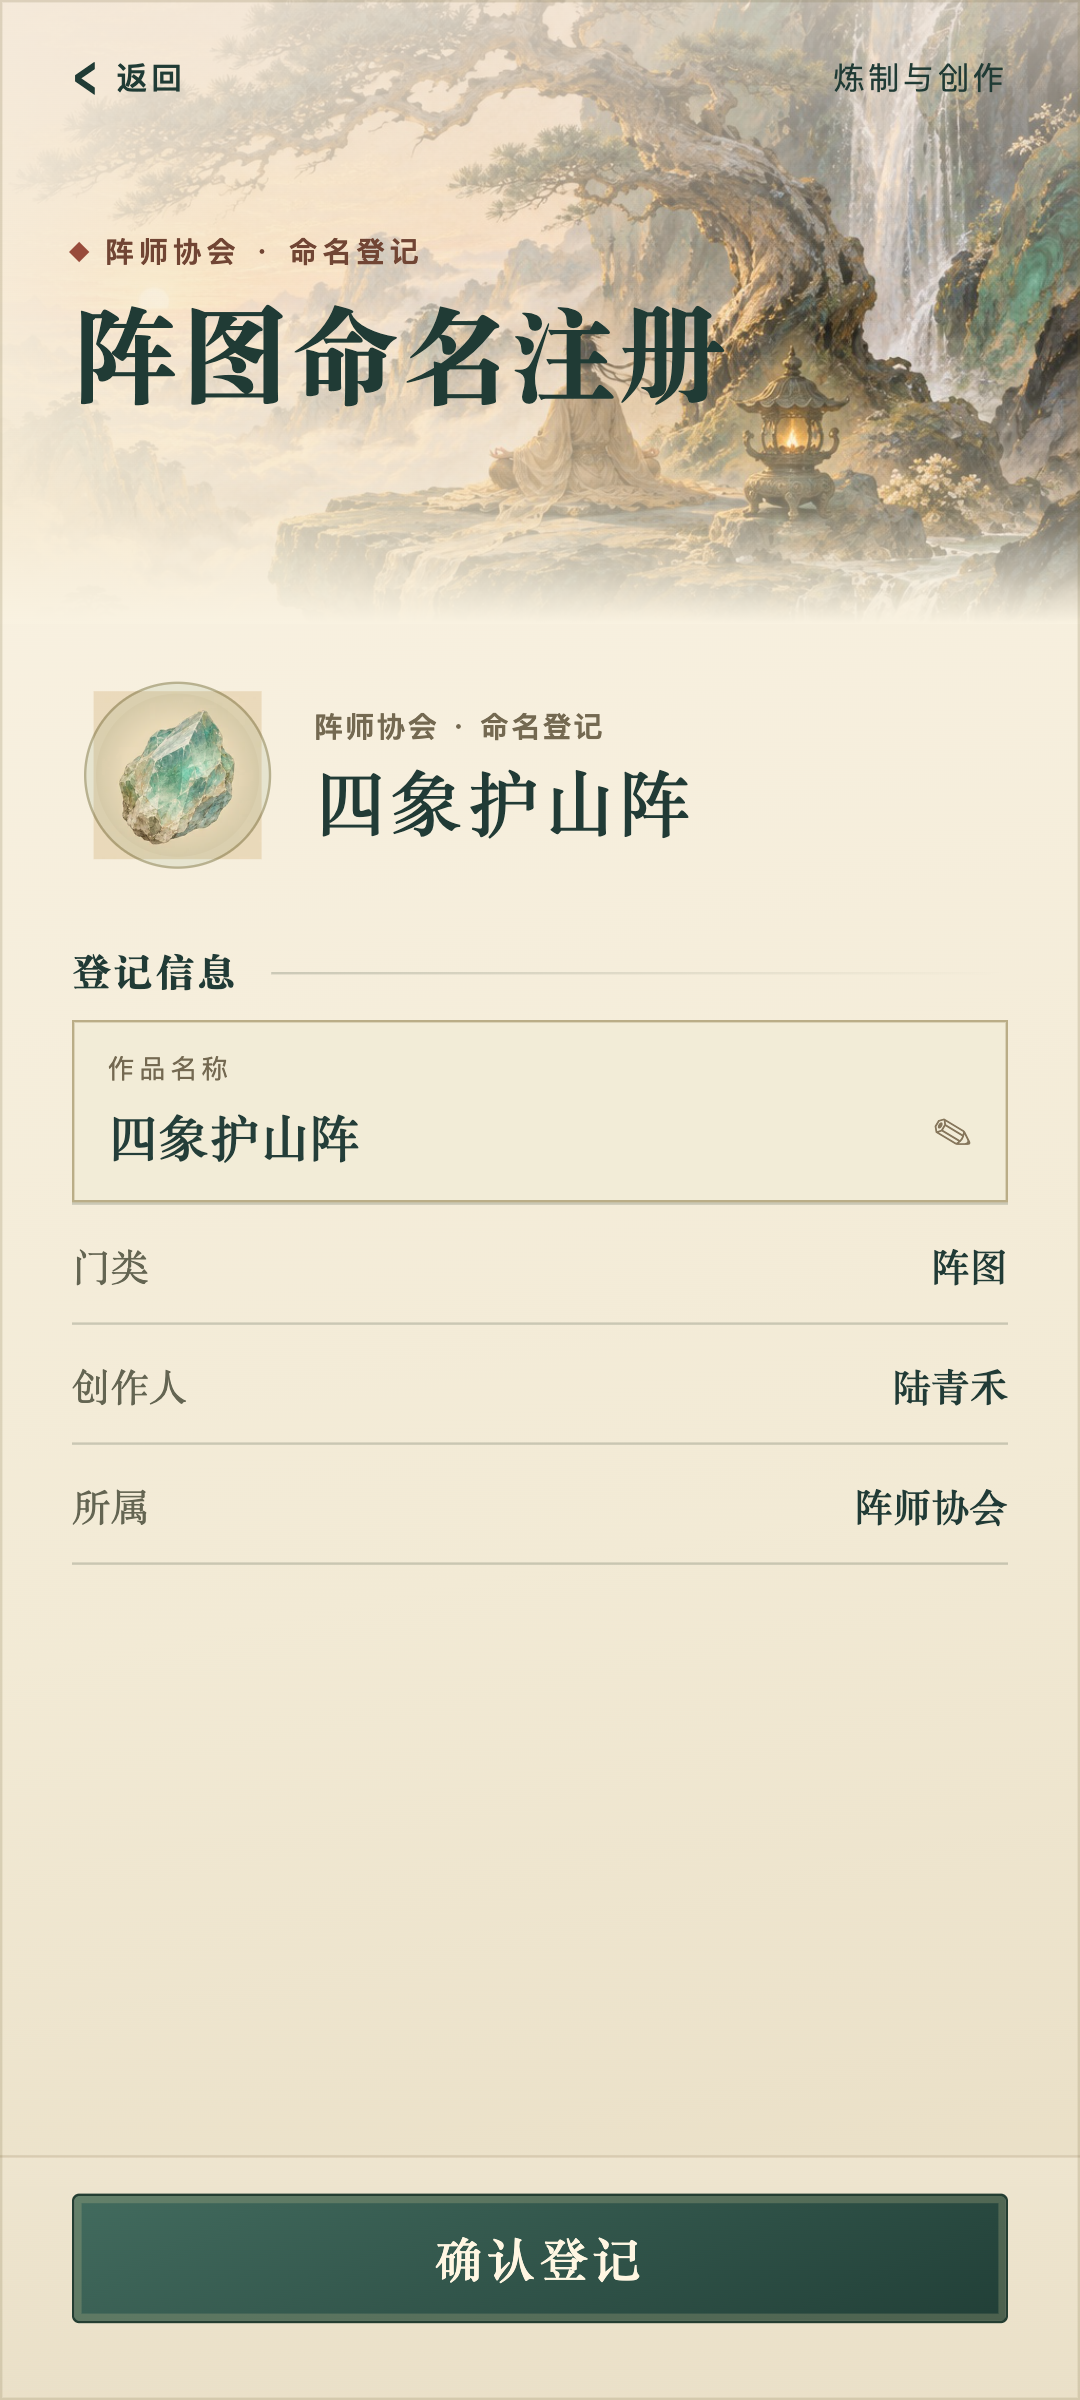 返回
炼制与创作
阵师协会 · 命名登记
阵图命名注册
阵师协会 · 命名登记
四象护山阵
登记信息
作品名称
四象护山阵
门类
阵图
创作人
陆青禾
所属
阵师协会
确认登记